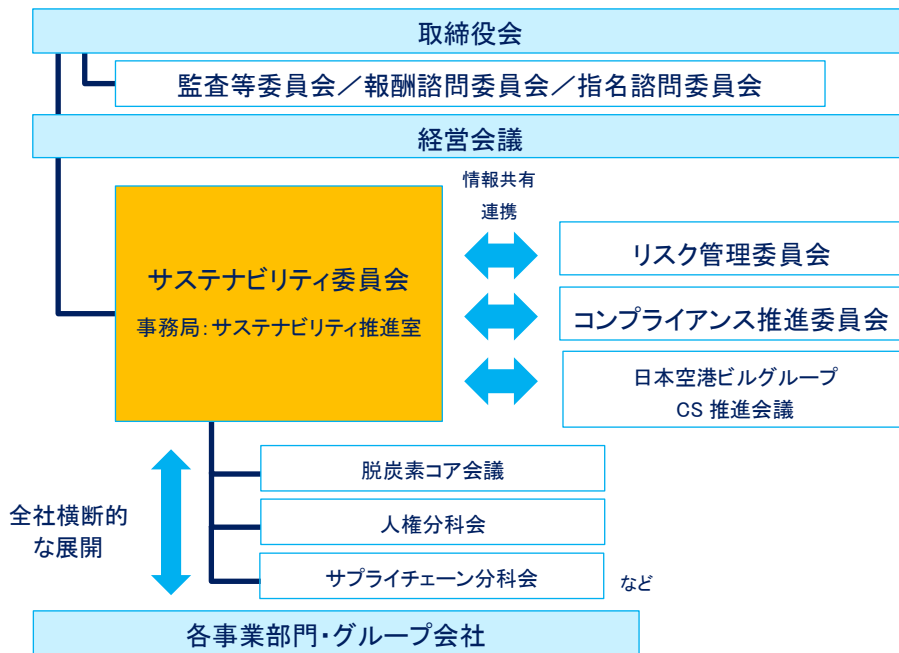 取締役会
監査等委員会／報酬諮問委員会／指名諮問委員会
経営会議
情報共有
連携
サステナビリティ委員会
事務局：サステナビリティ推進室
リスク管理委員会
コンプライアンス推進委員会
日本空港ビルグループ
CS 推進会議
全社横断的
な展開
脱炭素コア会議
人権分科会
サプライチェーン分科会
など
各事業部門・グループ会社